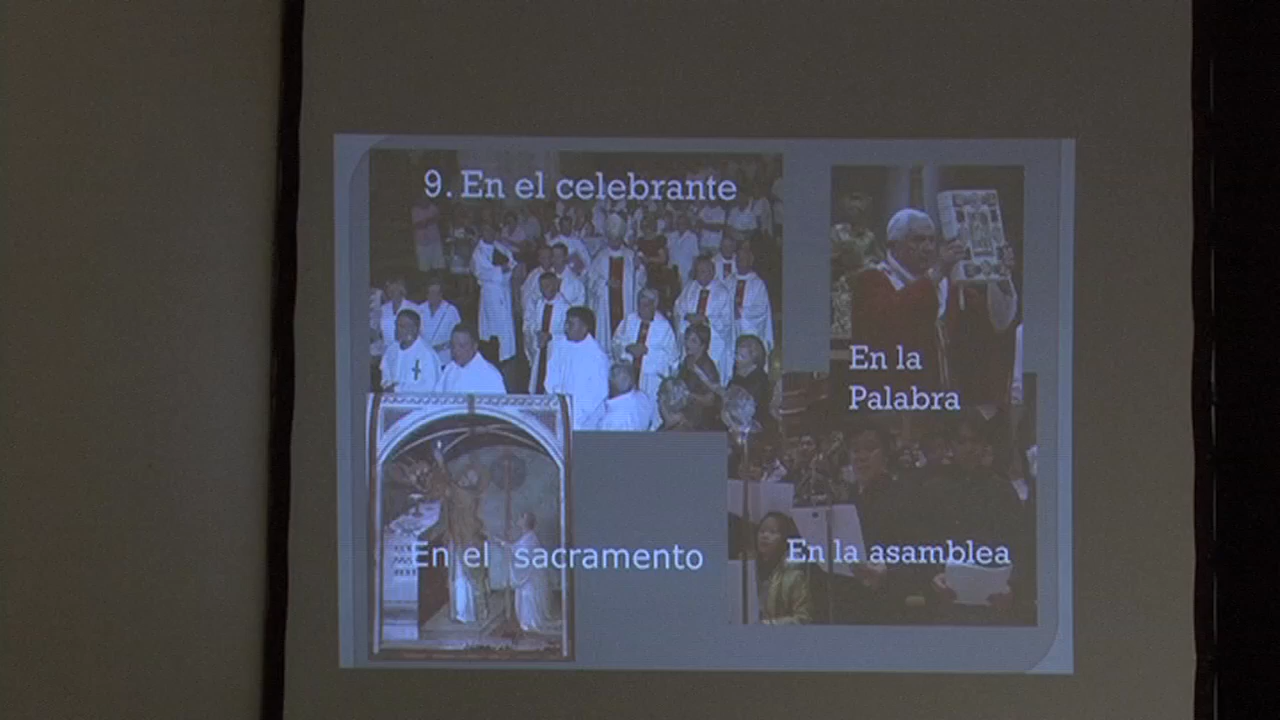 9. En el celebrante
En la
Palabra
En el sacramento
En la asamblea